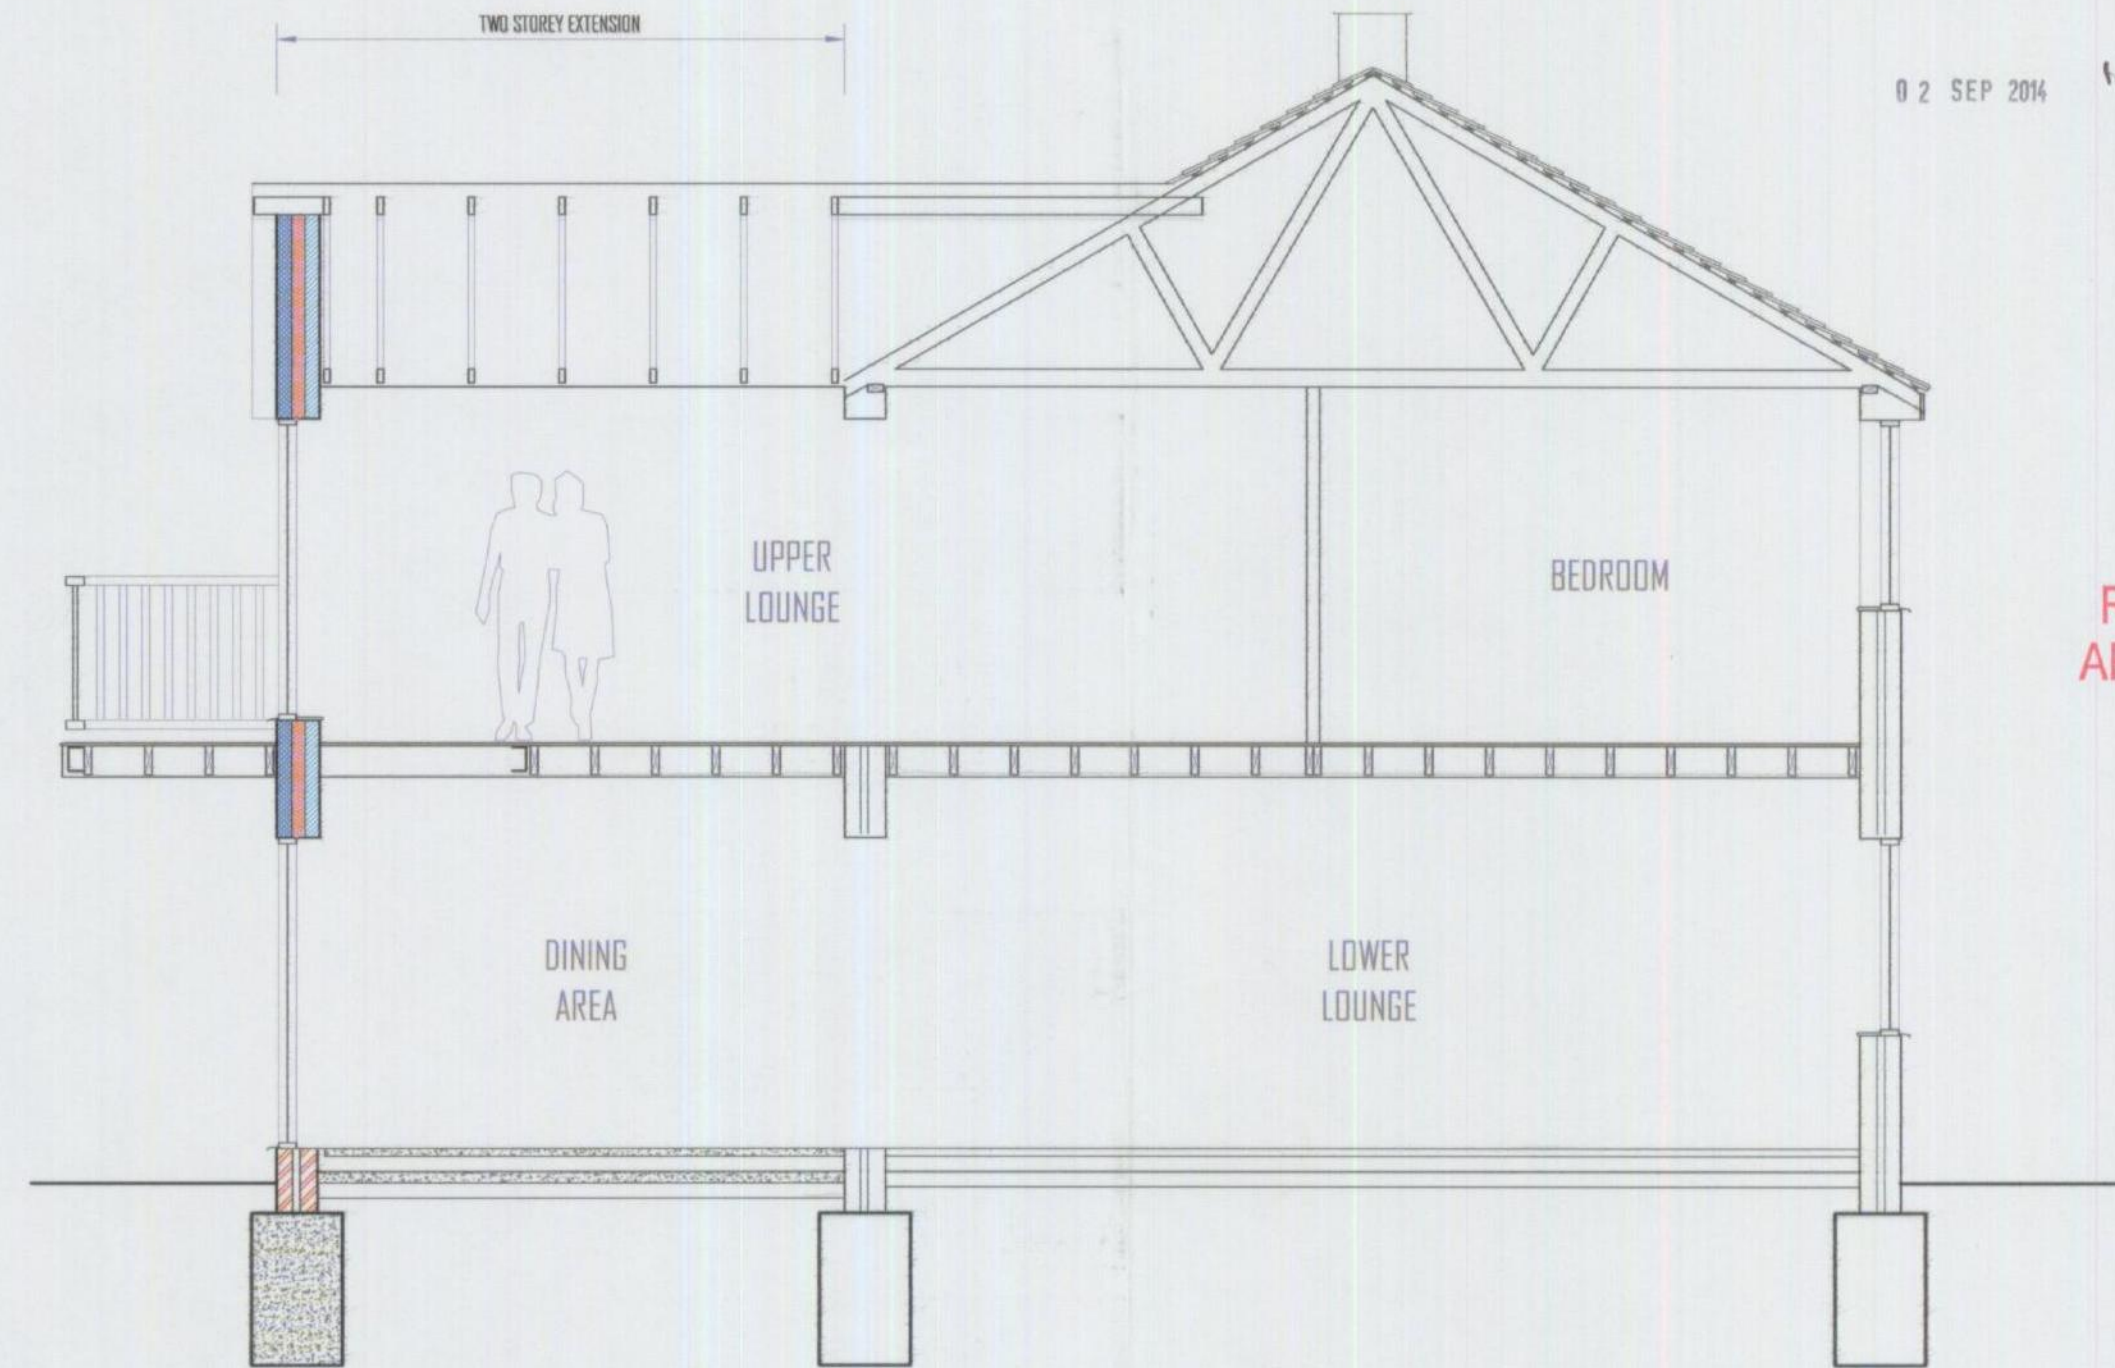 TWO STOREY EXTENSION
02 SEP 2014
UPPER
LOUNGE
BEDROOM
DINING
AREA
LOWER
LOUNGE